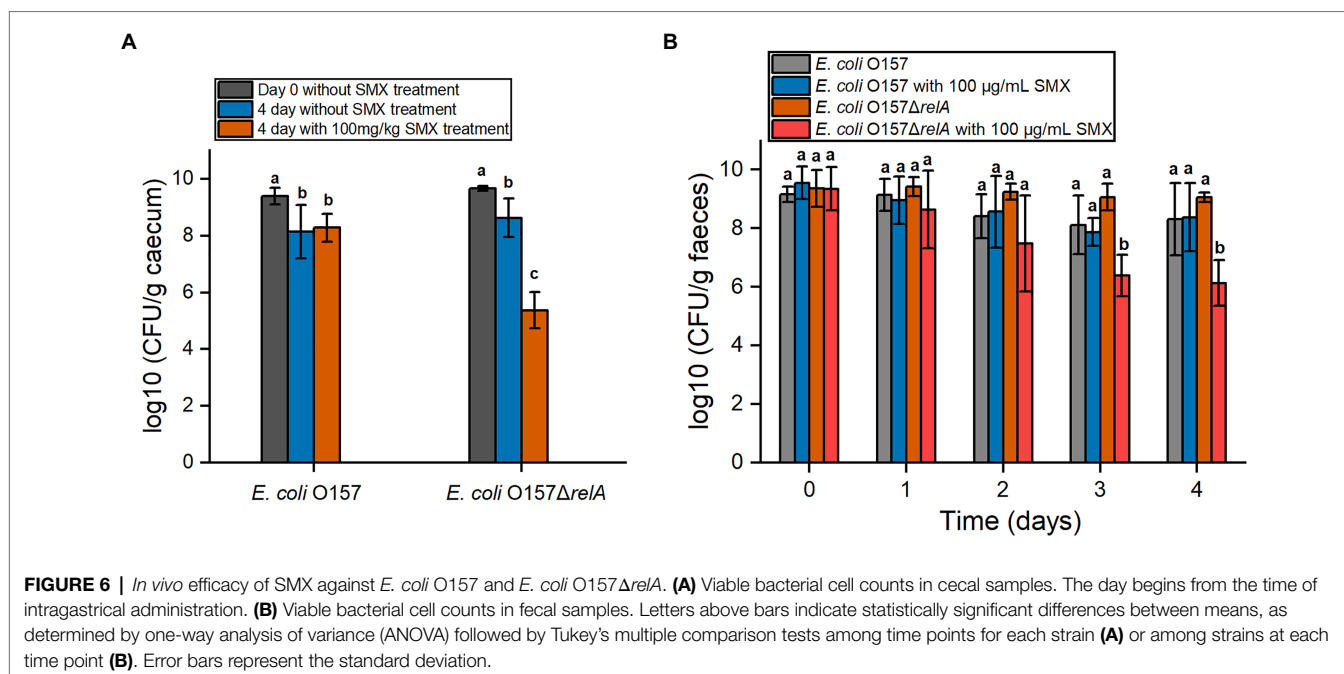 A
Day 0 without SMX treatment
4 day without SMX treatment
4 day with 100mg/kg SMX treatment
log10 (CFU/g caecum)
10
8
6
4
2
0
a
b
b
a
b
c
E. coli O157
E. coli O157ΔrelA
B
E. coli O157
E. coli O157 with 100 μg/mL SMX
E. coli O157ΔrelA
E. coli O157ΔrelA with 100 μg/mL SMX
log10 (CFU/g faeces)
10
8
6
4
2
0
a a a a
a a a a
a a a a
a a a b
a a a b
0 1 2 3 4
Time (days)
FIGURE 6 | In vivo efficacy of SMX against E. coli O157 and E. coli O157ΔrelA. (A) Viable bacterial cell counts in cecal samples. The day begins from the time of
intragastrical administration. (B) Viable bacterial cell counts in fecal samples. Letters above bars indicate statistically significant differences between means, as
determined by one-way analysis of variance (ANOVA) followed by Tukey's multiple comparison tests among time points for each strain (A) or among strains at each
time point (B). Error bars represent the standard deviation.